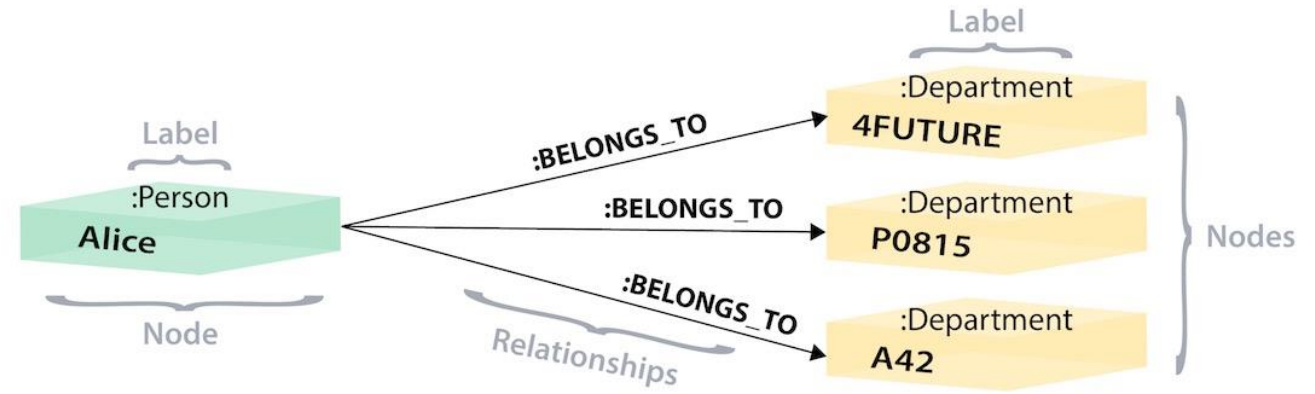 Label
:Department
4FUTURE
Label
:Person
Alice
Node
:BELONGS_TO
:BELONGS_TO
:BELONGS_TO
Relationships
:Department
P0815
Nodes
:Department
A42